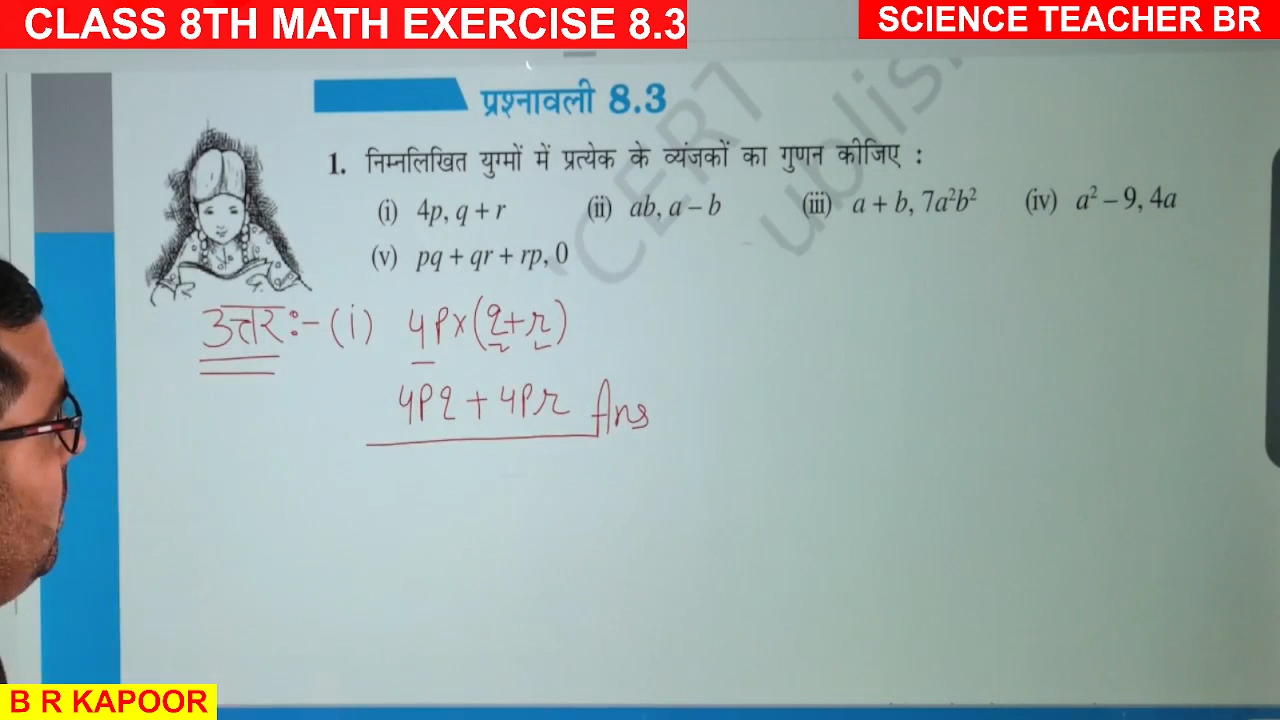 CLASS 8TH MATH EXERCISE 8.3
SCIENCE TEACHER BR
प्रश्नावली 8.3
1. निम्नलिखित युग्मों में प्रत्येक के व्यंजकों का गुणन कीजिए :
(i) 4p, q + r (ii) ab, a – b (iii) a + b, 7a²b² (iv) a² – 9, 4a
(v) pq + qr + rp, 0
उत्तर:- (i) 4p×(q+r)
4pq + 4pr Ans
B R KAPOOR